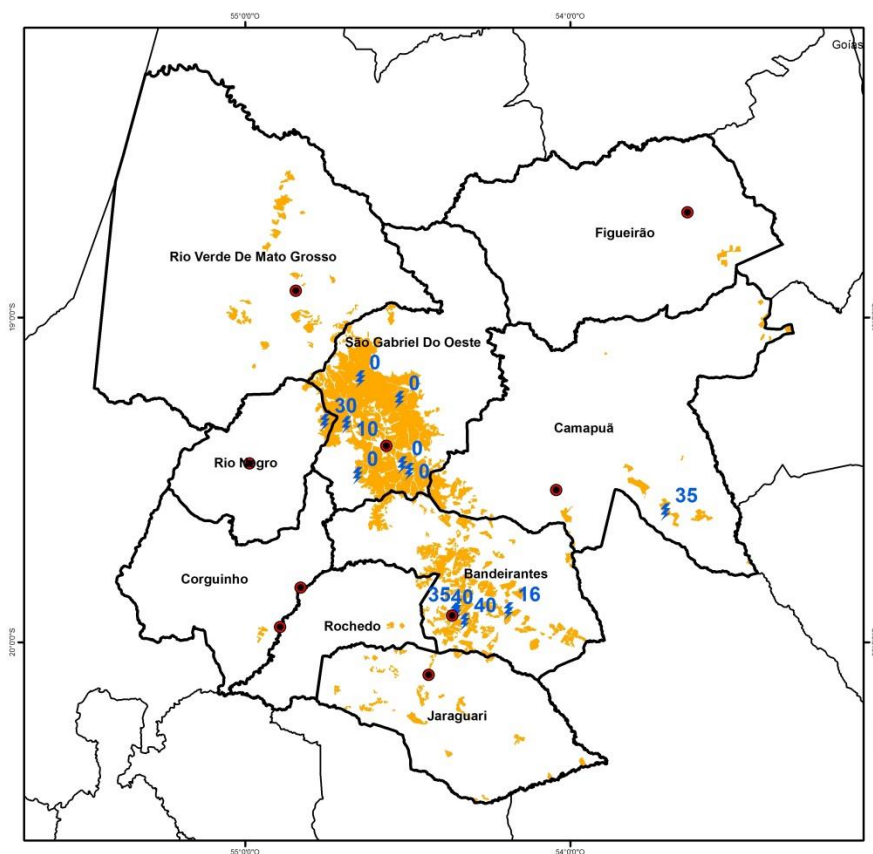 55°0'0"O
54°0'0"O
Goiás
Figueirão
Rio Verde De Mato Grosso
19°0'0"S
São Gabriel Do Oeste
0
0
30
10
Camapuã
0
0
0
Rio Negro
35
Bandeirantes
Corguinho
35
40
40
16
Rochedo
20°0'0"S
Jaraguari
55°0'0"O
54°0'0"O